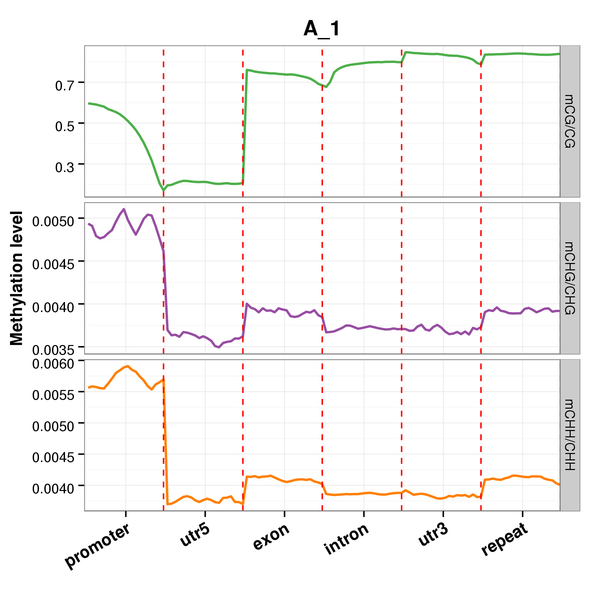 A_1
Methylation level
0.7
0.5
0.3
mCG/CG
0.0050
0.0045
0.0040
0.0035
mCHG/CHG
0.0060
0.0055
0.0050
0.0045
0.0040
mCHH/CHH
promoter
utr5
exon
intron
utr3
repeat